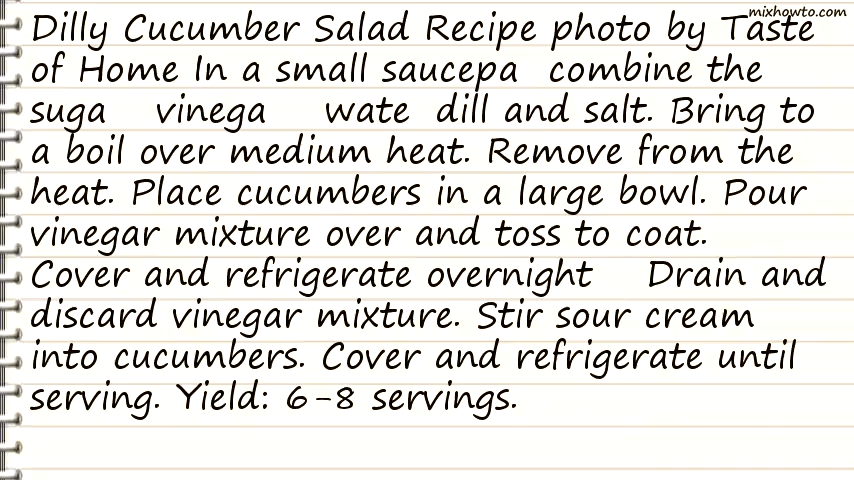 mixhowto.com
Dilly Cucumber Salad Recipe photo by Taste
of Home In a small saucepa combine the
suga vinega wate dill and salt. Bring to
a boil over medium heat. Remove from the
heat. Place cucumbers in a large bowl. Pour
vinegar mixture over and toss to coat.
Cover and refrigerate overnight Drain and
discard vinegar mixture. Stir sour cream
into cucumbers. Cover and refrigerate until
serving. Yield: 6-8 servings.